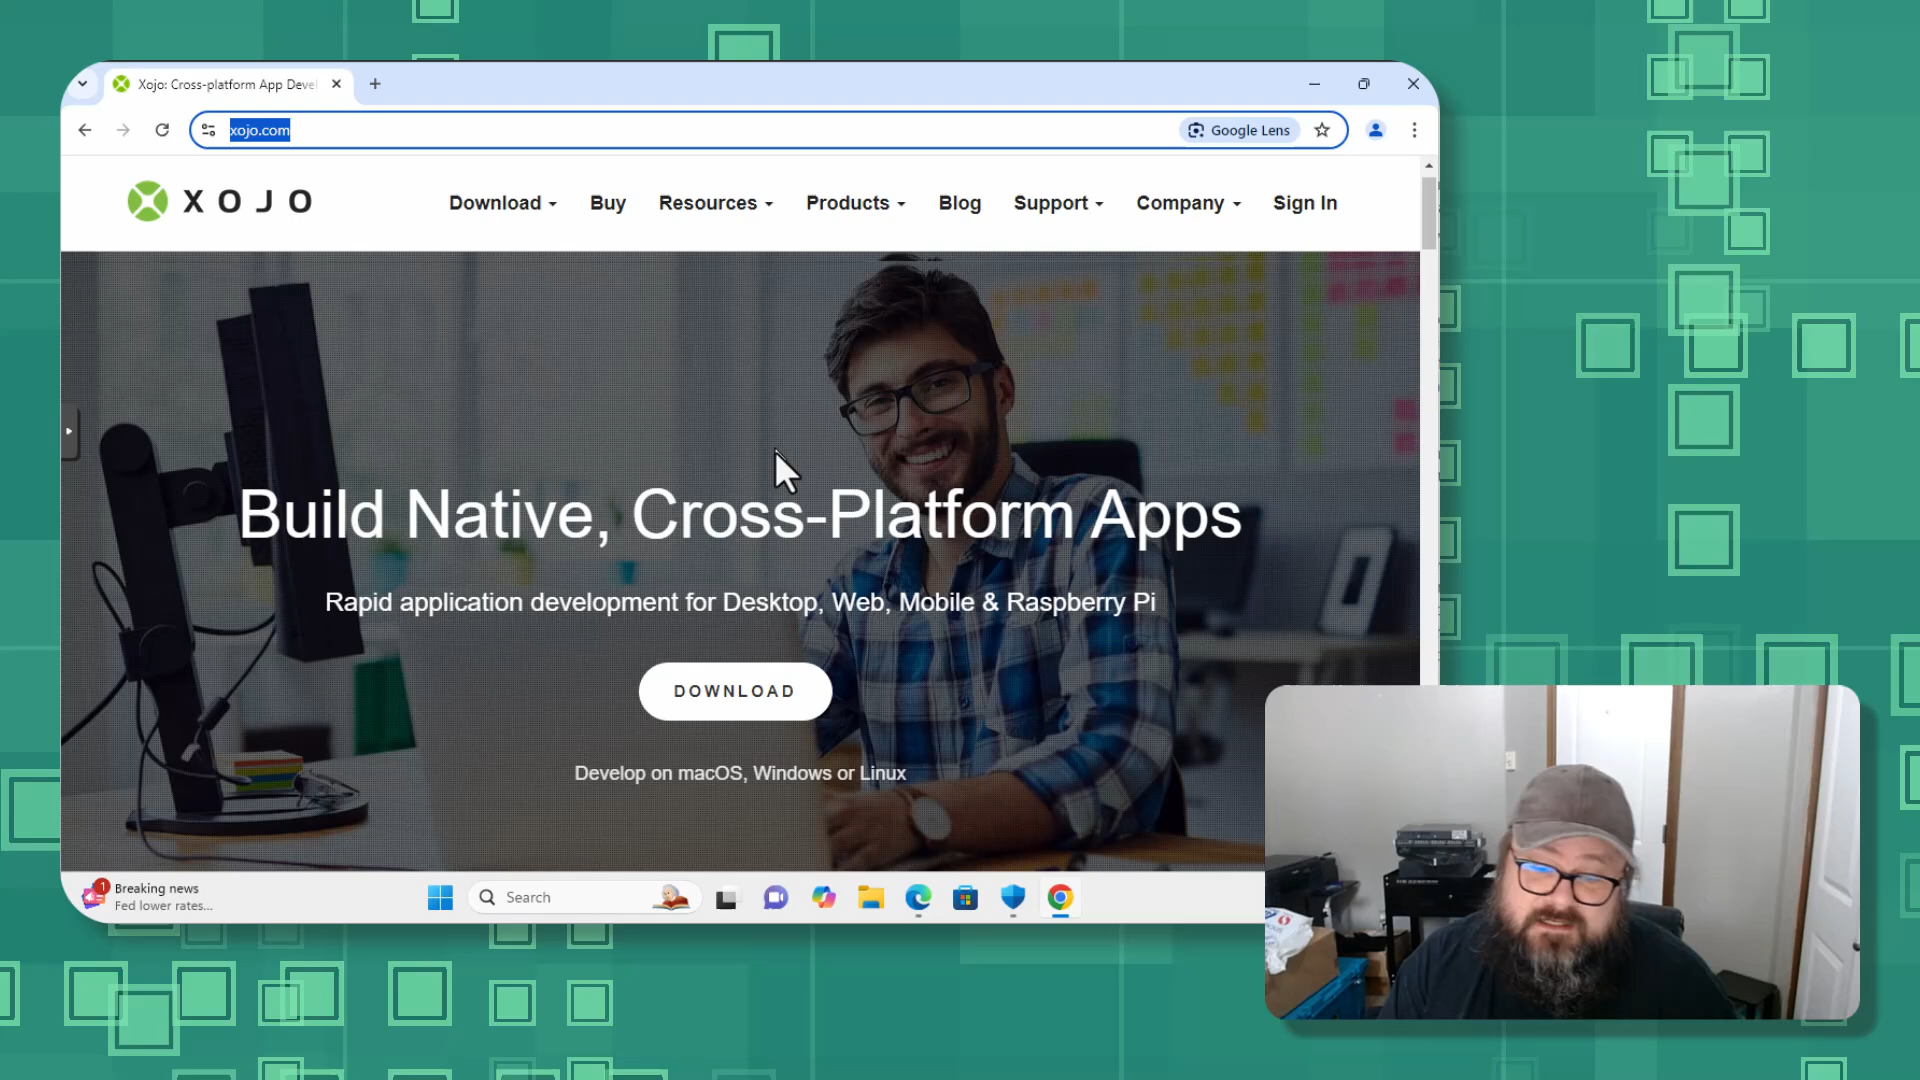 Xojo: Cross-platform App Deve
xojo.com
Google Lens
XOJO
Download
Buy
Resources
Products
Blog
Support
Company
Sign In
Build Native, Cross-Platform Apps
Rapid application development for Desktop, Web, Mobile & Raspberry Pi
DOWNLOAD
Develop on macOS, Windows or Linux
1
Breaking news
Fed lower rates...
Search